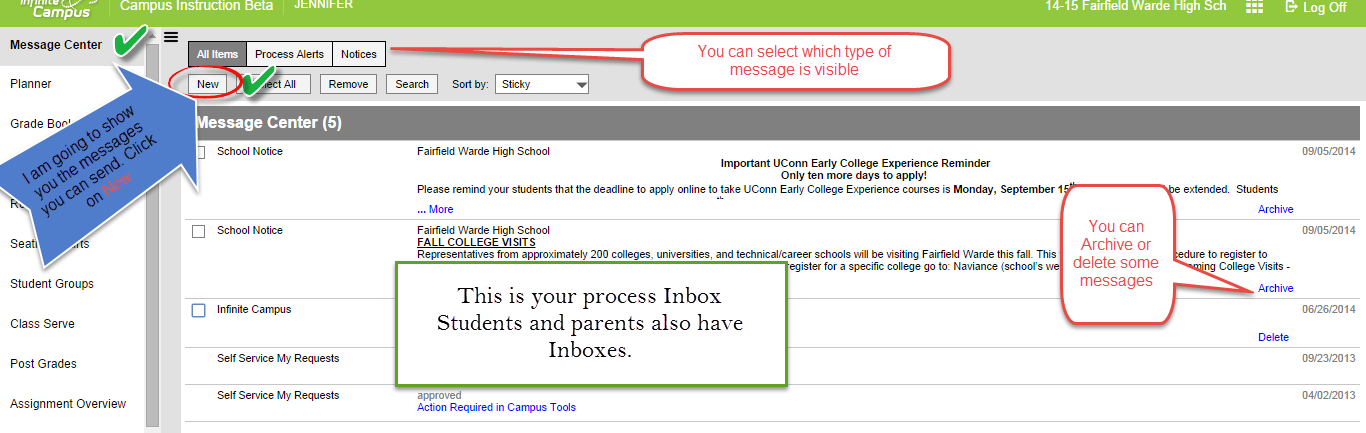 Infinite Campus
Campus Instruction Beta
JENNIFER
14-15 Fairfield Warde High Sch
Log Off
Message Center
Planner
Grade Book
Seating Charts
Student Groups
Class Serve
Post Grades
Assignment Overview
All Items Process Alerts Notices
New Select All Remove Search Sort by: Sticky
You can select which type of
message is visible
I am going to show
you the messages
you can send. Click
on New
Message Center (5)
School Notice Fairfield Warde High School 09/05/2014
Important UConn Early College Experience Reminder
Only ten more days to apply!
Please remind your students that the deadline to apply online to take UConn Early College Experience courses is Monday, September 15th be extended. Students
... More Archive
School Notice Fairfield Warde High School 09/05/2014
FALL COLLEGE VISITS
Representatives from approximately 200 colleges, universities, and technical/career schools will be visiting Fairfield Warde this fall. This cedure to register to
register for a specific college go to: Naviance (school's we ming College Visits -
Archive
You can
Archive or
delete some
messages
This is your process Inbox
Students and parents also have
Inboxes.
Infinite Campus 06/26/2014
Delete
Self Service My Requests 09/23/2013
Self Service My Requests approved 04/02/2013
Action Required in Campus Tools